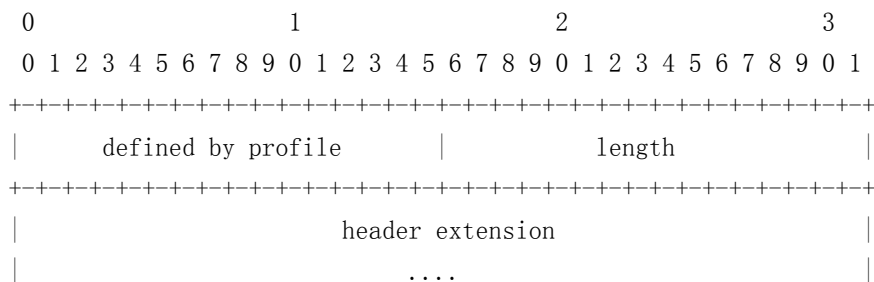 0                   1                   2                   3
0 1 2 3 4 5 6 7 8 9 0 1 2 3 4 5 6 7 8 9 0 1 2 3 4 5 6 7 8 9 0 1
+-+-+-+-+-+-+-+-+-+-+-+-+-+-+-+-+-+-+-+-+-+-+-+-+-+-+-+-+-+-+-+-+
|      defined by profile       |           length              |
+-+-+-+-+-+-+-+-+-+-+-+-+-+-+-+-+-+-+-+-+-+-+-+-+-+-+-+-+-+-+-+-+
|                        header extension                       |
|                             ....                              |